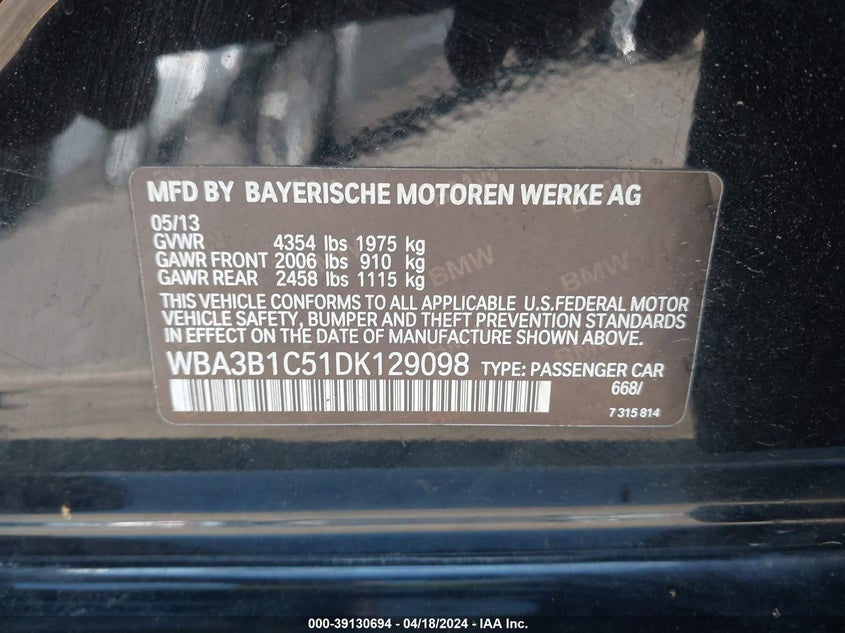 MFD BY BAYERISCHE MOTOREN WERKE AG
05/13
GVWR 4354 lbs 1975 kg
GAWR FRONT 2006 lbs 910 kg
GAWR REAR 2458 lbs 1115 kg
THIS VEHICLE CONFORMS TO ALL APPLICABLE U.S.FEDERAL MOTOR
VEHICLE SAFETY, BUMPER AND THEFT PREVENTION STANDARDS
IN EFFECT ON THE DATE OF MANUFACTURE SHOWN ABOVE.
WBA3B1C51DK129098 TYPE: PASSENGER CAR
668/
7 315 814
BMW
BMW
000-39130694 - 04/18/2024 - IAA Inc.